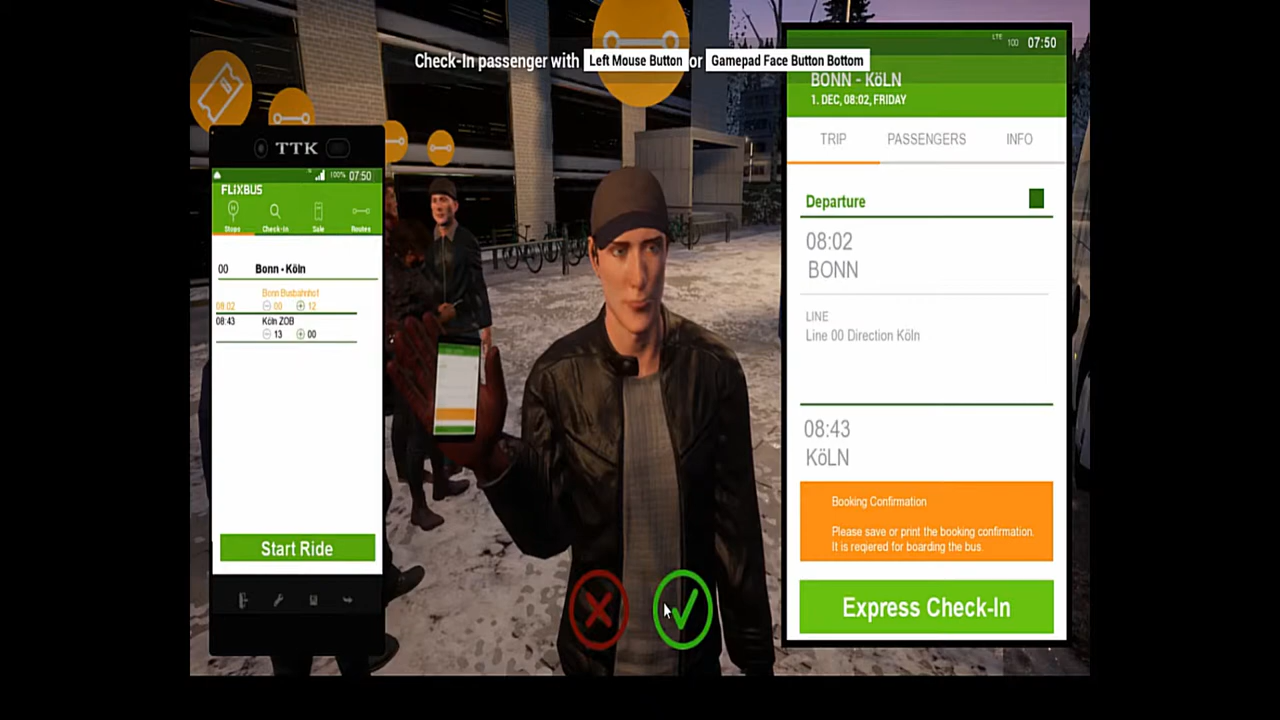 Check-In passenger with Left Mouse Button or Gamepad Face Button Bottom
TTK
100% 07:50
FLIXBUS
Stops Check-In Sale Routes
00 Bonn - Köln
Bonn Busbahnhof
08:02 00 12
08:43 Köln ZOB
13 00
Start Ride
LTE 100 07:50
BONN - KöLN
1. DEC, 08:02, FRIDAY
TRIP PASSENGERS INFO
Departure
08:02
BONN
LINE
Line 00 Direction Köln
08:43
KöLN
Booking Confirmation
Please save or print the booking confirmation.
It is reqiered for boarding the bus.
Express Check-In